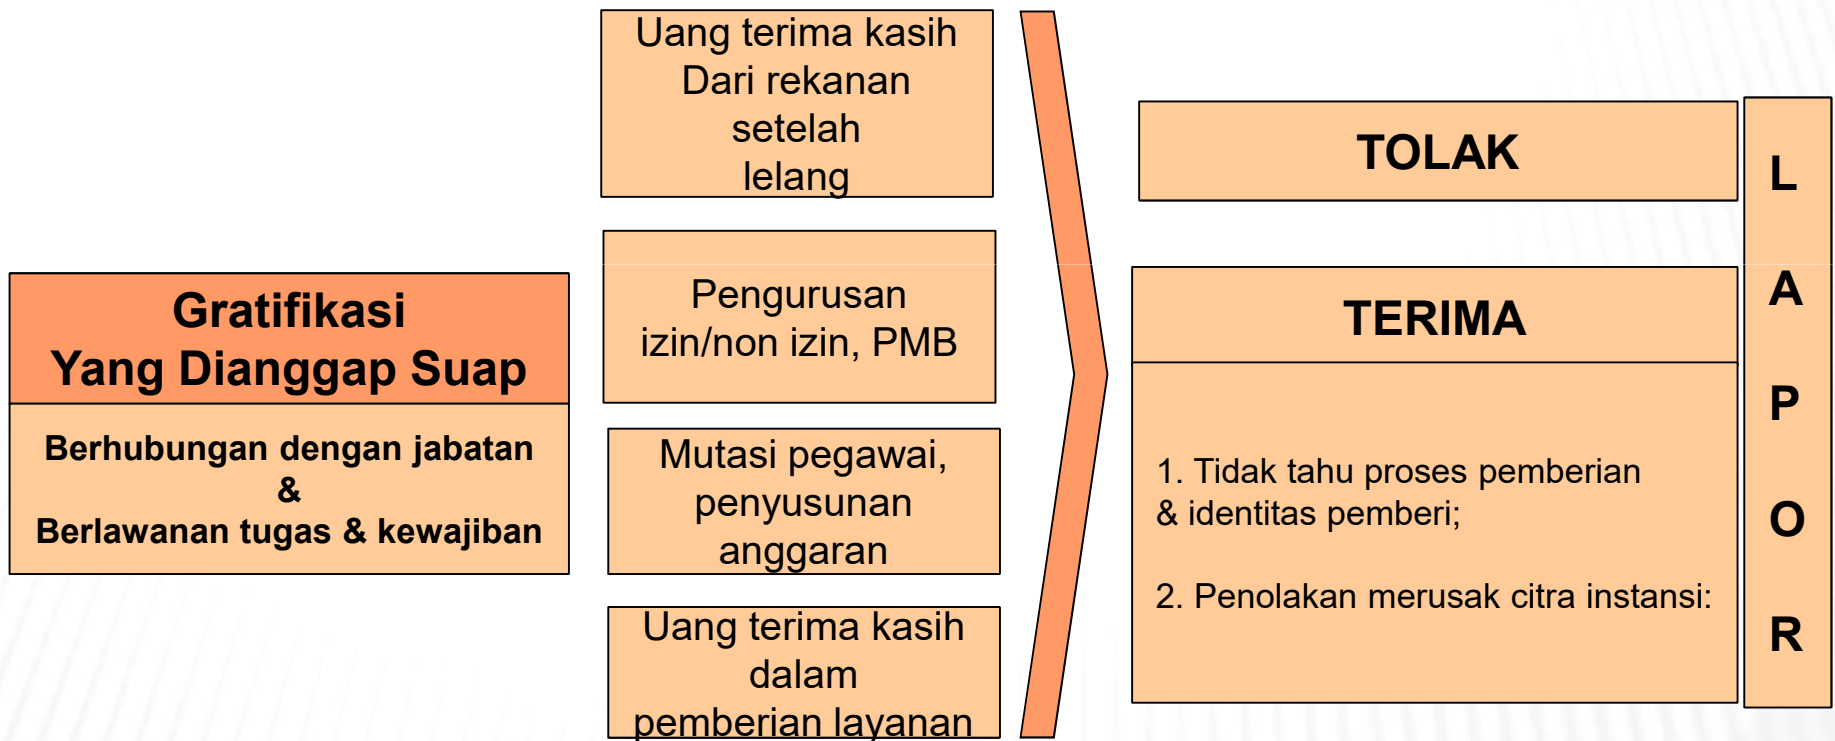 Gratifikasi
Yang Dianggap Suap
Berhubungan dengan jabatan
&
Berlawanan tugas & kewajiban
Uang terima kasih
Dari rekanan
setelah
lelang
Pengurusan
izin/non izin, PMB
Mutasi pegawai,
penyusunan
anggaran
Uang terima kasih
dalam
pemberian layanan
TOLAK
TERIMA
1. Tidak tahu proses pemberian
& identitas pemberi;
2. Penolakan merusak citra instansi:
L
A
P
O
R